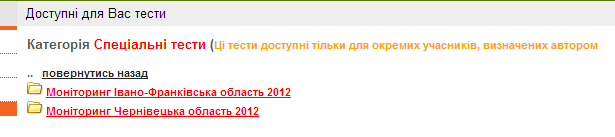 Доступні для Вас тести
Категорія Спеціальні тести (Ці тести доступні тільки для окремих учасників, визначених автором
.. повернутись назад
Моніторинг Івано-Франківська область 2012
Моніторинг Чернівецька область 2012